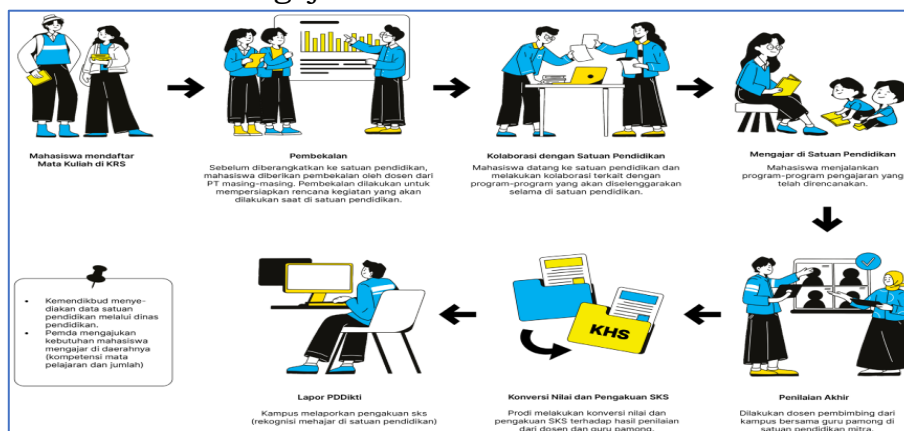 Mahasiswa mendaftar
Mata Kuliah di KRS
Pembekalan
Sebelum diberangkatkan ke satuan pendidikan,
mahasiswa diberikan pembekalan oleh dosen dari
PT masing-masing. Pembekalan dilakukan untuk
mempersiapkan rencana kegiatan yang akan
dilakukan saat di satuan pendidikan.
Kolaborasi dengan Satuan Pendidikan
Mahasiswa datang ke satuan pendidikan dan
melakukan kolaborasi terkait dengan
program-program yang akan diselenggarakan
selama di satuan pendidikan.
Mengajar di Satuan Pendidikan
Mahasiswa menjalankan
program-program pengajaran yang
telah direncanakan.
Penilaian Akhir
Dilakukan dosen pembimbing dari
kampus bersama guru pamong di
satuan pendidikan mitra.
KHS
Konversi Nilai dan Pengakuan SKS
Prodi melakukan konversi nilai dan
pengakuan SKS terhadap hasil penilaian
dari dosen dan guru pamong.
Lapor PDDikti
Kampus melaporkan pengakuan sks
(rekognisi mehajar di satuan pendidikan)
• Kemendikbud menye-
diakan data satuan
pendidikan melalui dinas
pendidikan.
• Pemda mengajukan
kebutuhan mahasiswa
mengajar di daerahnya
(kompetensi mata
pelajaran dan jumlah)